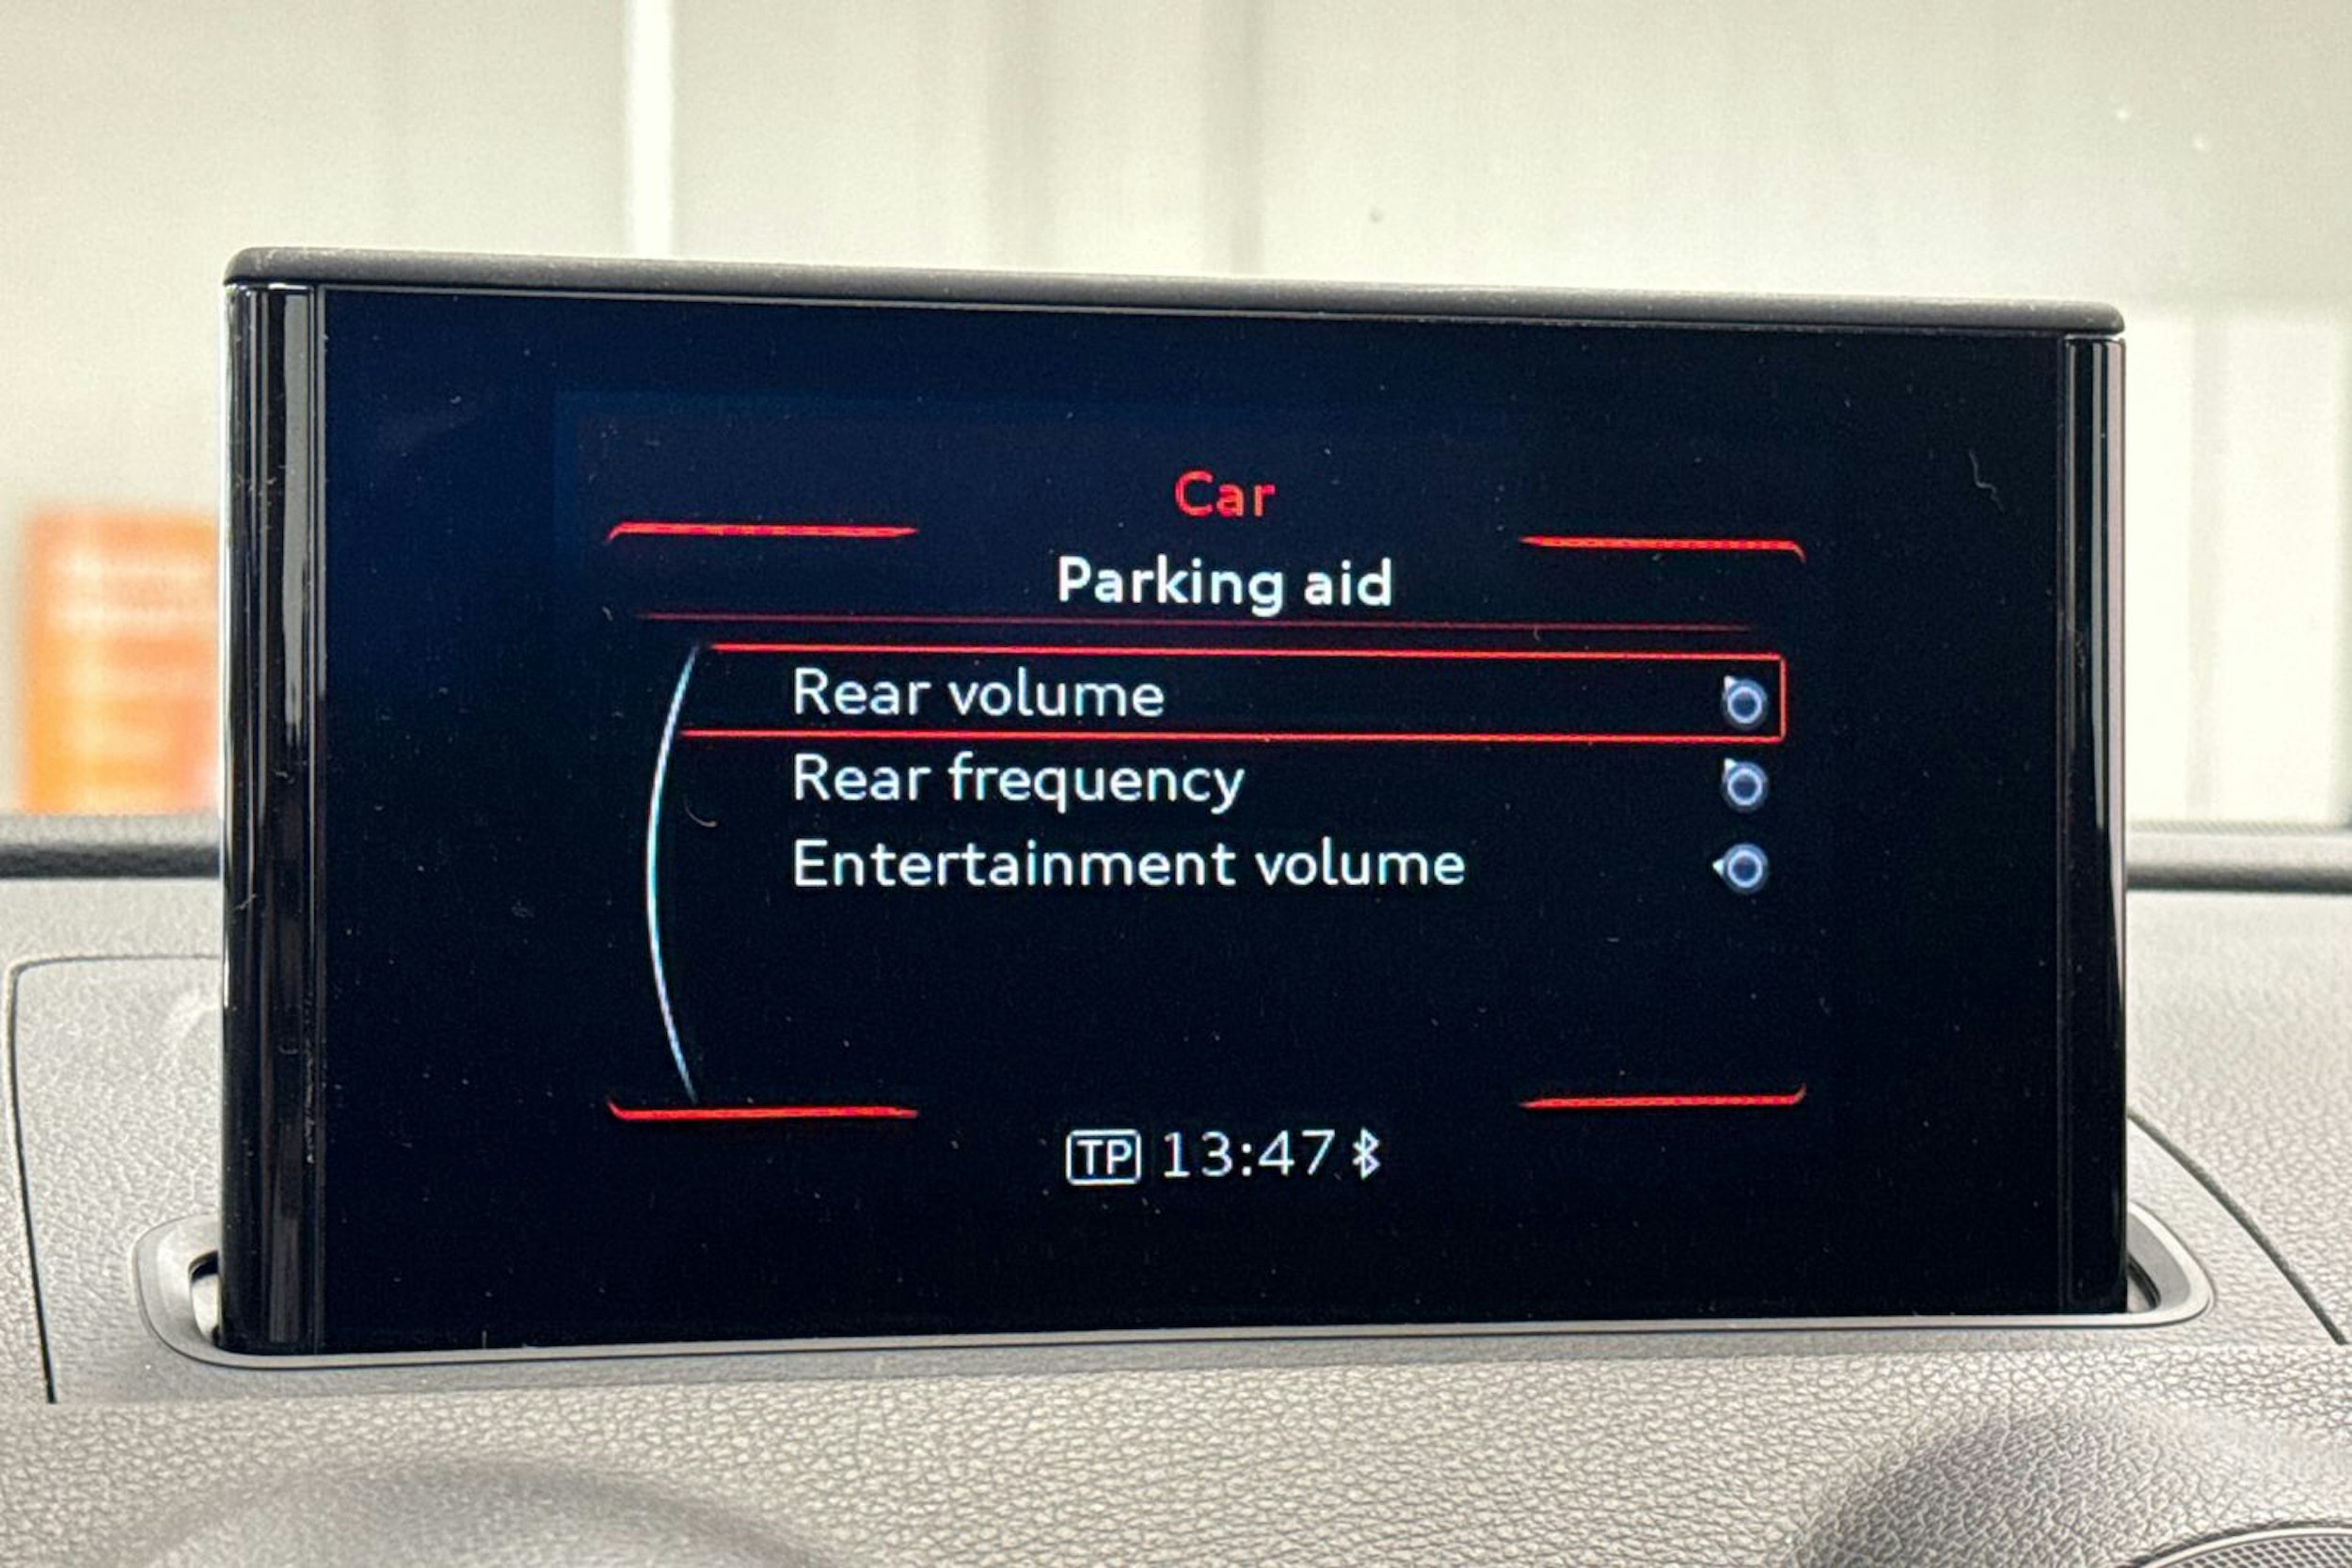 Car
Parking aid
Rear volume
Rear frequency
Entertainment volume
TP 13:47